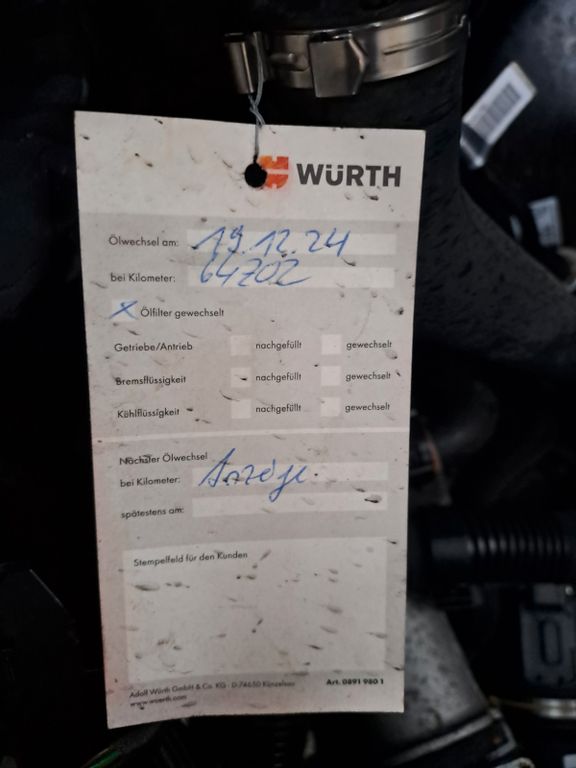 WÜRTH
Ölwechsel am: 19.12.24
bei Kilometer: 64702
Ölfilter gewechselt
Getriebe/Antrieb nachgefüllt gewechselt
Bremsflüssigkeit nachgefüllt gewechselt
Kühlflüssigkeit nachgefüllt gewechselt
Nächster Ölwechsel
bei Kilometer: Anzeige
spätestens am:
Stempelfeld für den Kunden
Adolf Würth GmbH & Co. KG · D-74650 Künzelsau Art. 0891 980 1
www.wuerth.com